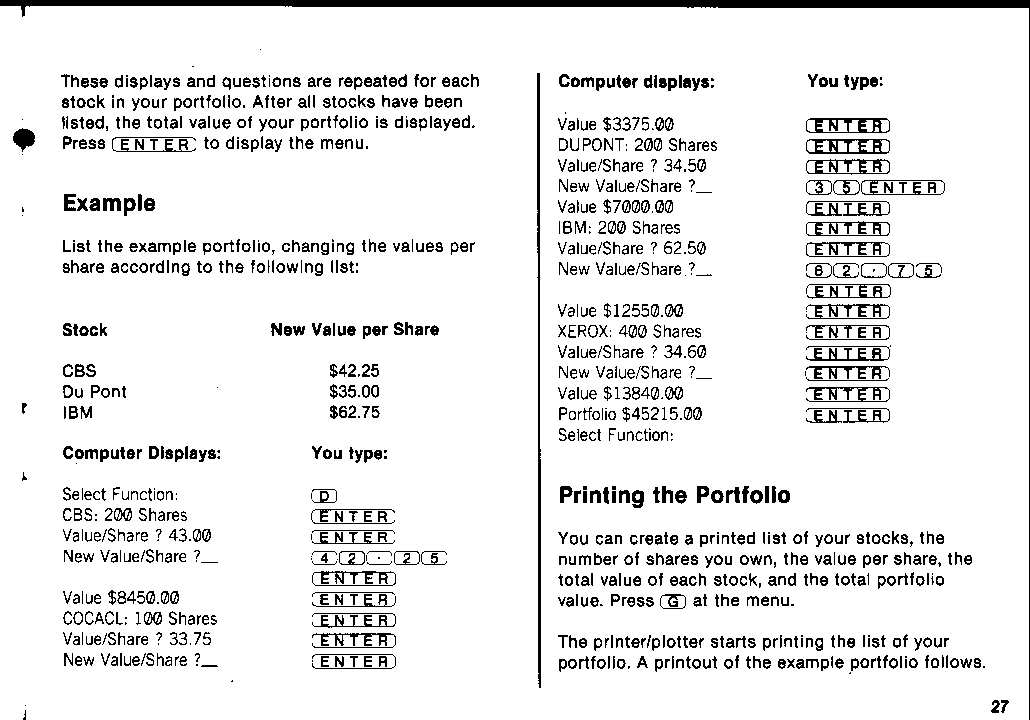 These displays and questions are repeated for each
stock in your portfolio. After all stocks have been
listed, the total value of your portfolio is displayed.
Press ENTER to display the menu.
Example
List the example portfolio, changing the values per
share according to the following list:
Stock New Value per Share
CBS $42.25
Du Pont $35.00
IBM $62.75
Computer Displays: You type:
Select Function: D
CBS: 200 Shares ENTER
Value/Share ? 43.00 ENTER
New Value/Share ?_ 42.25
ENTER
Value $8450.00 ENTER
COCACL: 100 Shares ENTER
Value/Share ? 33.75 ENTER
New Value/Share ?_ ENTER
Computer displays: You type:
Value $3375.00 ENTER
DUPONT: 200 Shares ENTER
Value/Share ? 34.50 ENTER
New Value/Share ?_ 35 ENTER
Value $7000.00 ENTER
IBM: 200 Shares ENTER
Value/Share ? 62.50 ENTER
New Value/Share ?_ 62.75
ENTER
Value $12550.00 ENTER
XEROX: 400 Shares ENTER
Value/Share ? 34.60 ENTER
New Value/Share ?_ ENTER
Value $13840.00 ENTER
Portfolio $45215.00 ENTER
Select Function:
Printing the Portfolio
You can create a printed list of your stocks, the
number of shares you own, the value per share, the
total value of each stock, and the total portfolio
value. Press G at the menu.
The printer/plotter starts printing the list of your
portfolio. A printout of the example portfolio follows.
27